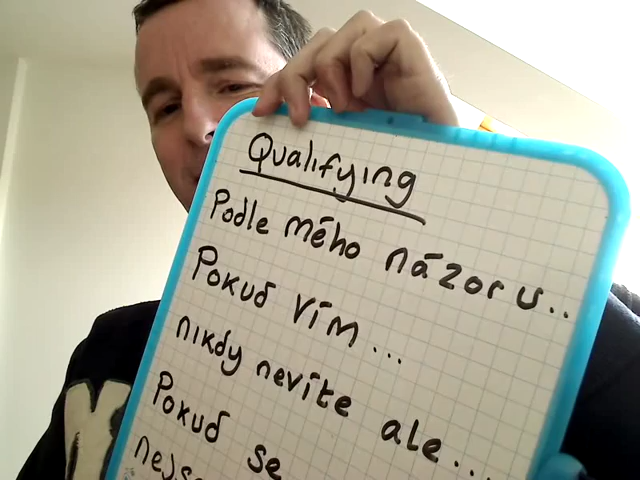 Qualifying
Podle mého názoru...
Pokud vím...
nikdy nevíte ale....
Pokud se